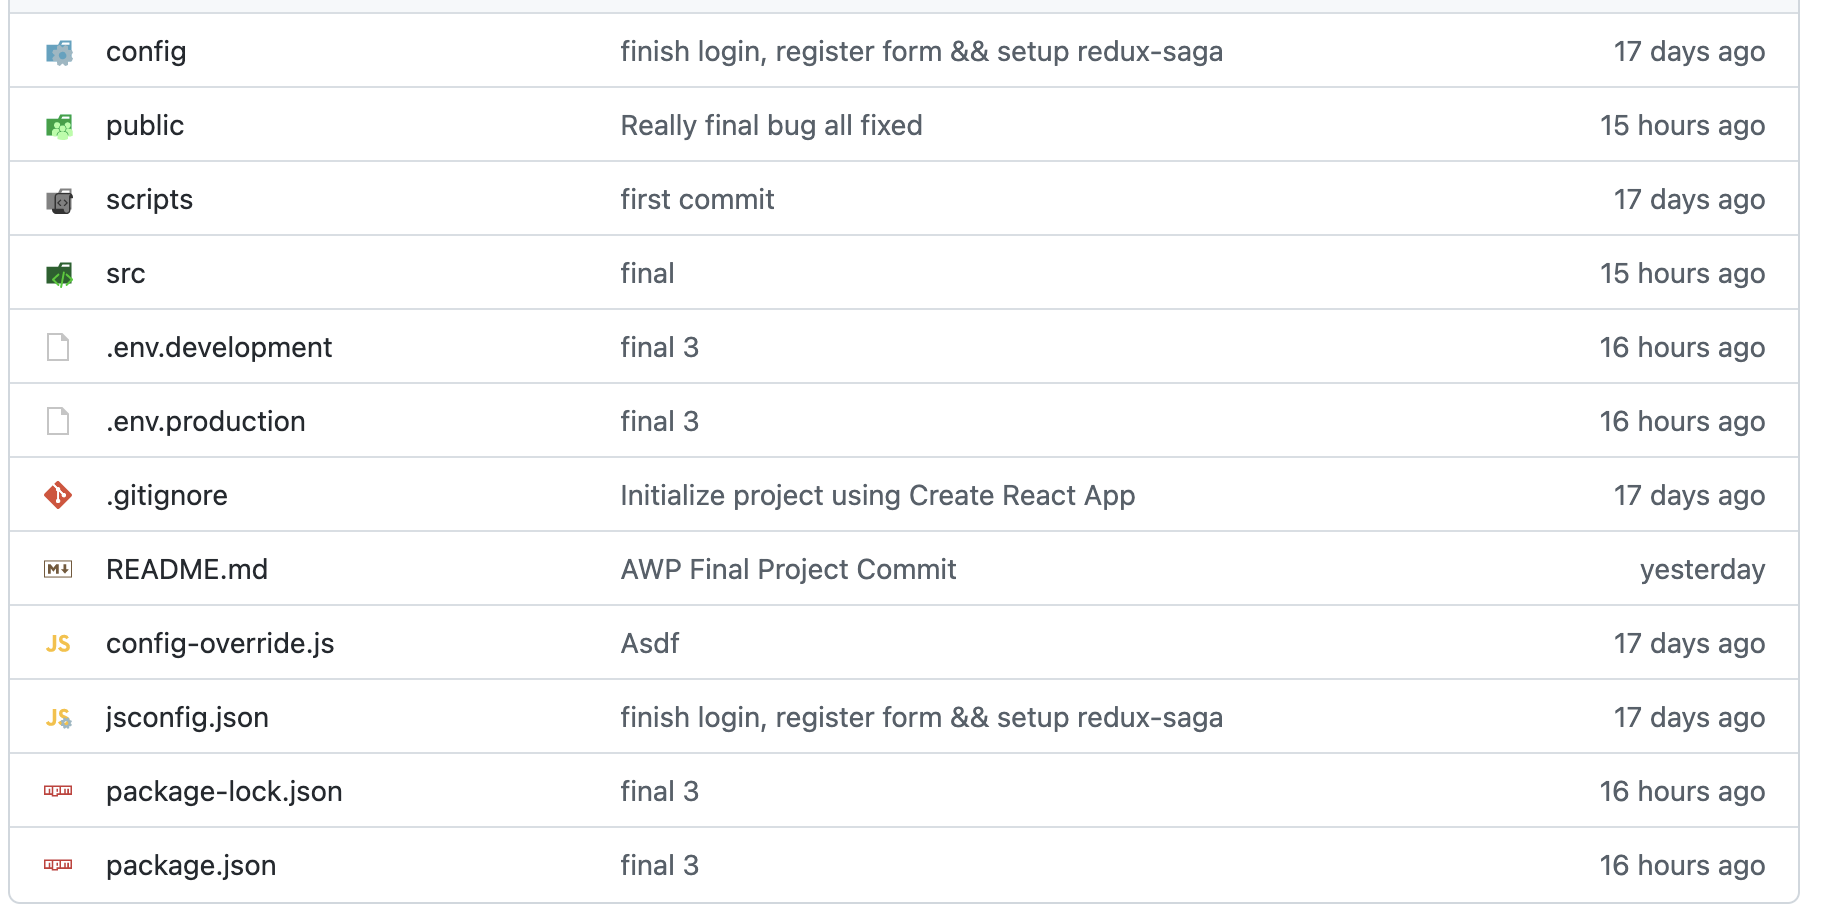 config finish login, register form && setup redux-saga 17 days ago
public Really final bug all fixed 15 hours ago
scripts first commit 17 days ago
src final 15 hours ago
.env.development final 3 16 hours ago
.env.production final 3 16 hours ago
.gitignore Initialize project using Create React App 17 days ago
M↓ README.md AWP Final Project Commit yesterday
JS config-override.js Asdf 17 days ago
JS jsconfig.json finish login, register form && setup redux-saga 17 days ago
npm package-lock.json final 3 16 hours ago
npm package.json final 3 16 hours ago